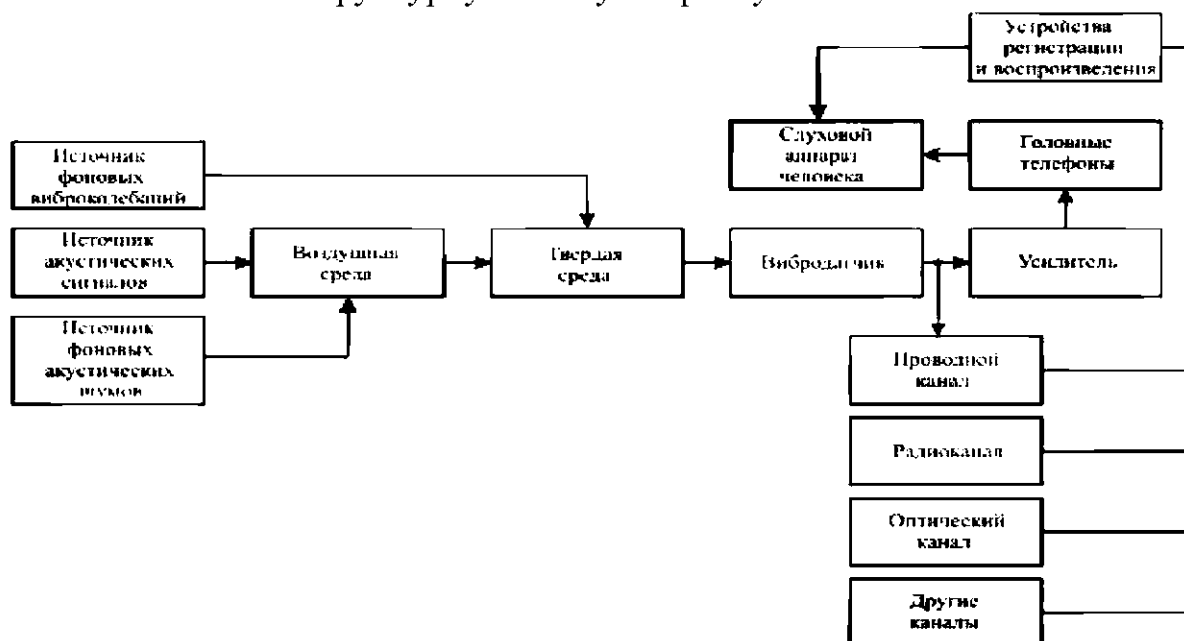 Устройства
регистрации
и воспроизведения
Слуховой
аппарат
человека
Головные
телефоны
Источник
фоновых
виброколебаний
Источник
акустических
сигналов
Воздушная
среда
Твердая
среда
Вибродатчик
Усилитель
Источник
фоновых
акустических
шумов
Проводной
канал
Радиоканал
Оптический
канал
Другие
каналы